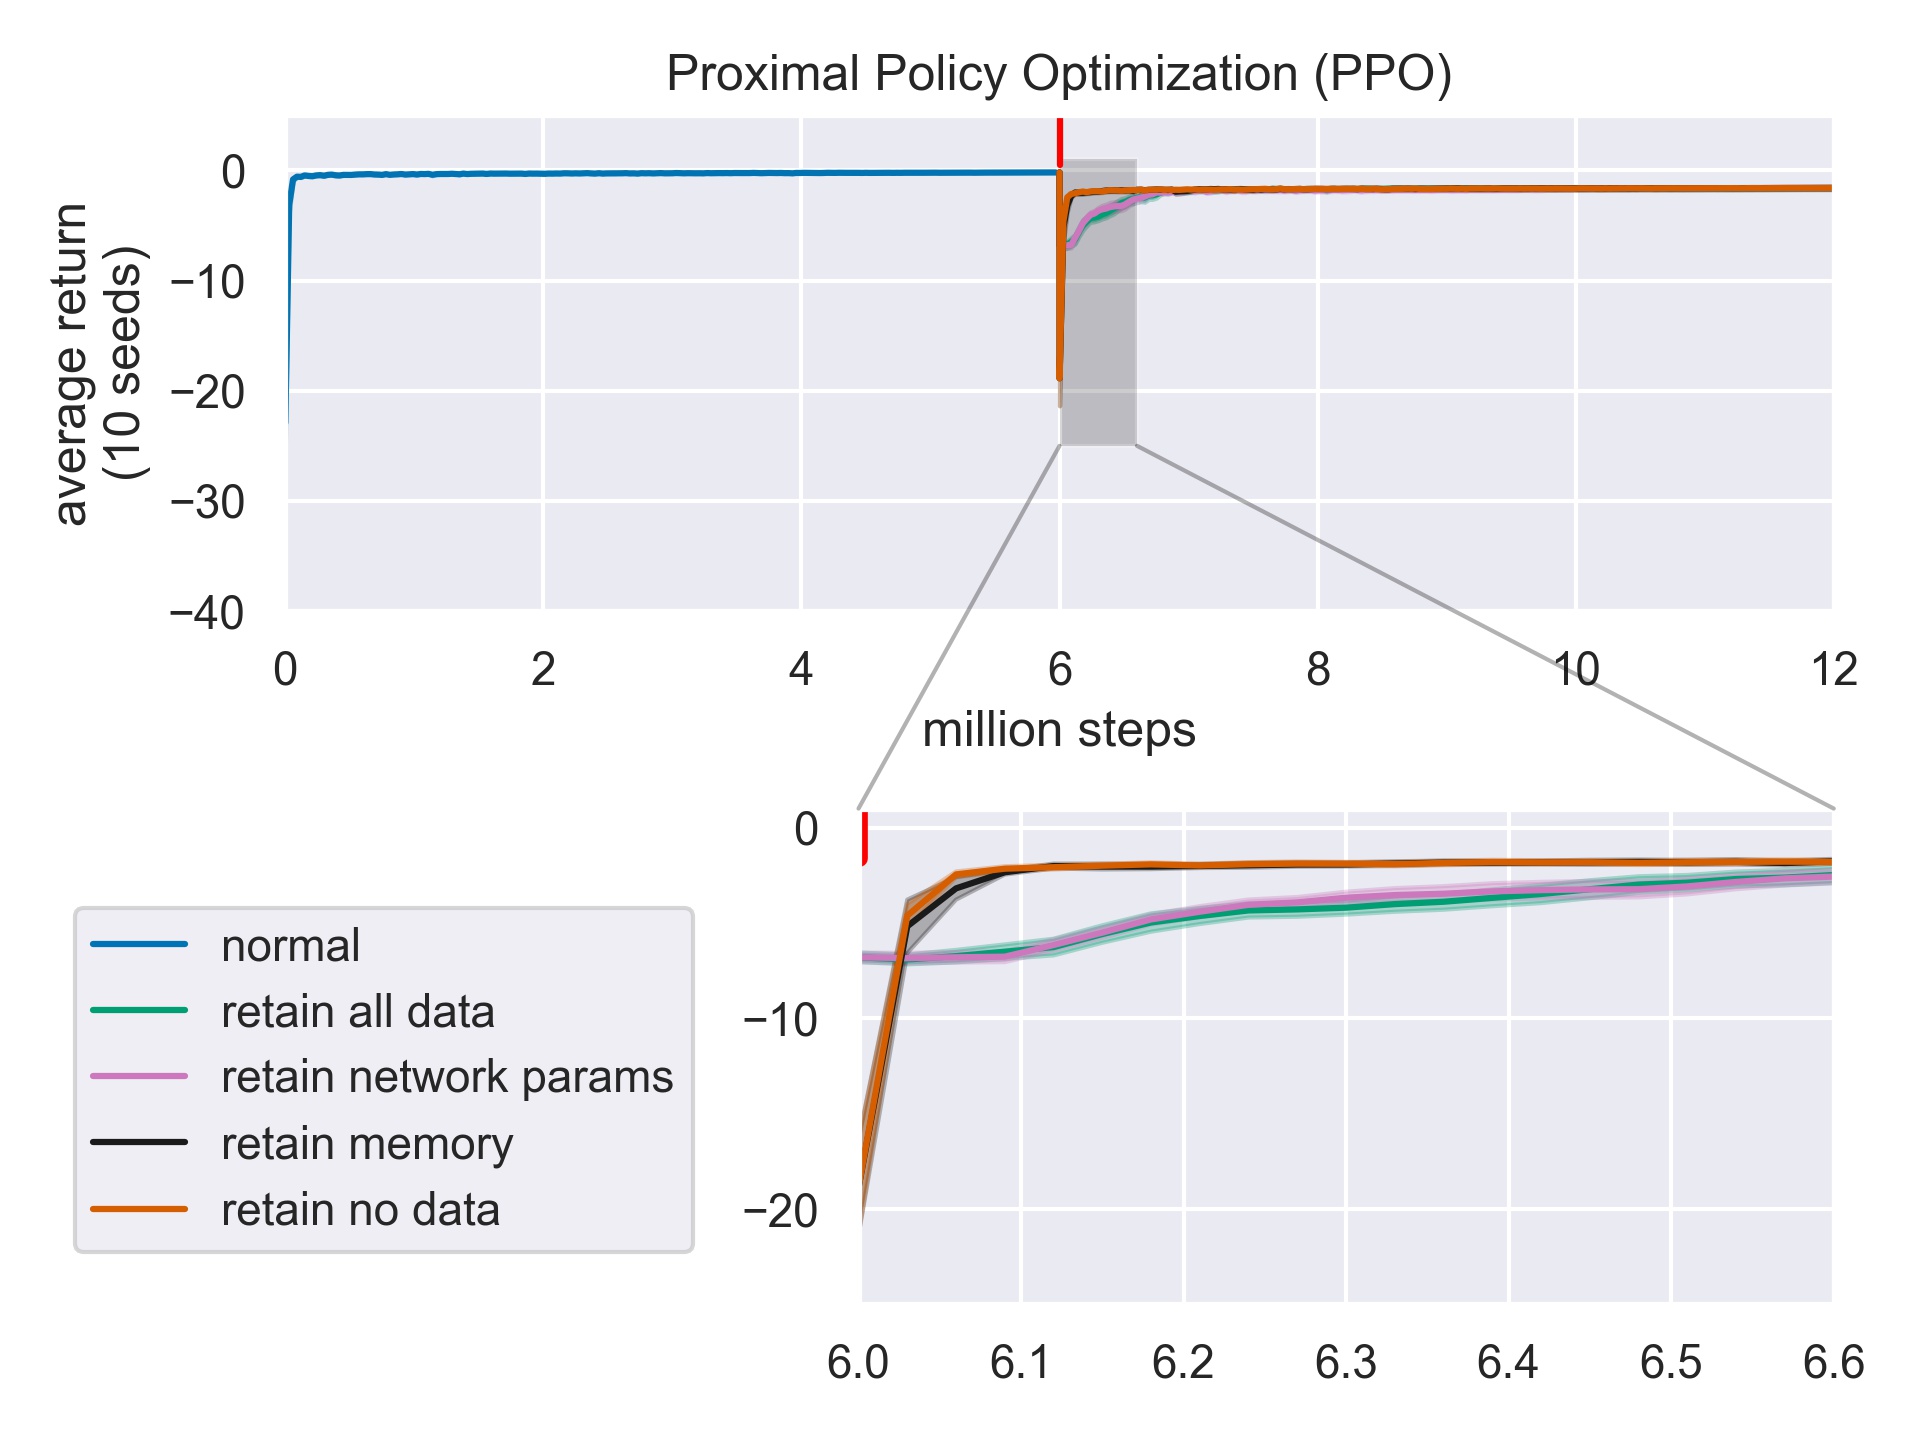 Proximal Policy Optimization (PPO)
average return
(10 seeds)
0
−10
−20
−30
−40
0 2 4 6 8 10 12
million steps
normal
retain all data
retain network params
retain memory
retain no data
0
−10
−20
6.0 6.1 6.2 6.3 6.4 6.5 6.6